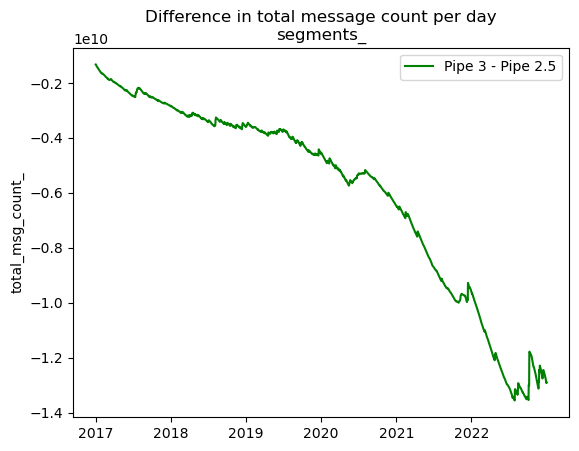 Difference in total message count per day
segments_
1e10
Pipe 3 - Pipe 2.5
−0.2
−0.4
−0.6
−0.8
−1.0
−1.2
−1.4
total_msg_count_
2017 2018 2019 2020 2021 2022